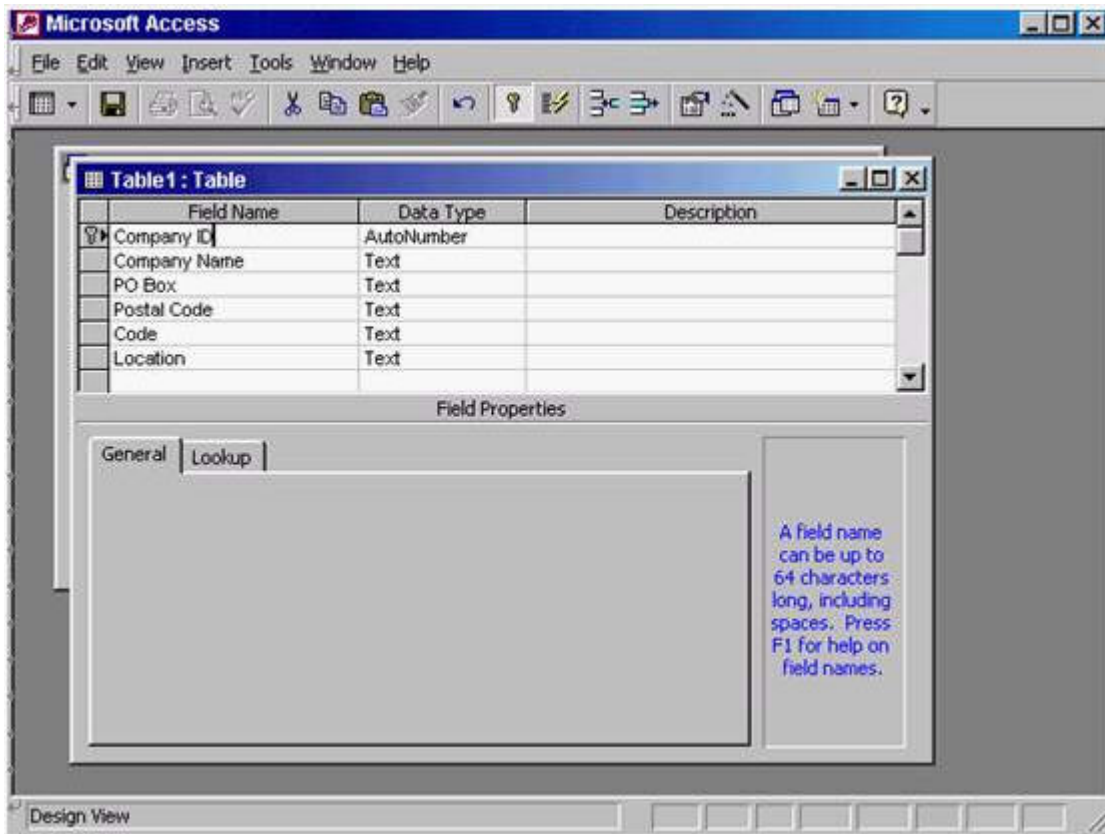 Microsoft Access
File Edit View Insert Tools Window Help
Table1 : Table
Field Name Data Type Description
Company ID AutoNumber
Company Name Text
PO Box Text
Postal Code Text
Code Text
Location Text
Field Properties
General Lookup
A field name
can be up to
64 characters
long, including
spaces. Press
F1 for help on
field names.
Design View